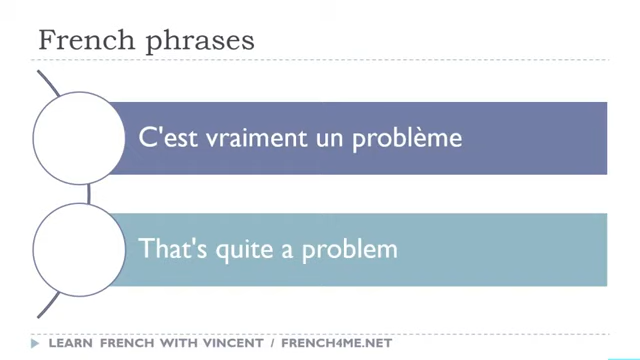 French phrases
C'est vraiment un problème
That's quite a problem
LEARN FRENCH WITH VINCENT / FRENCH4ME.NET